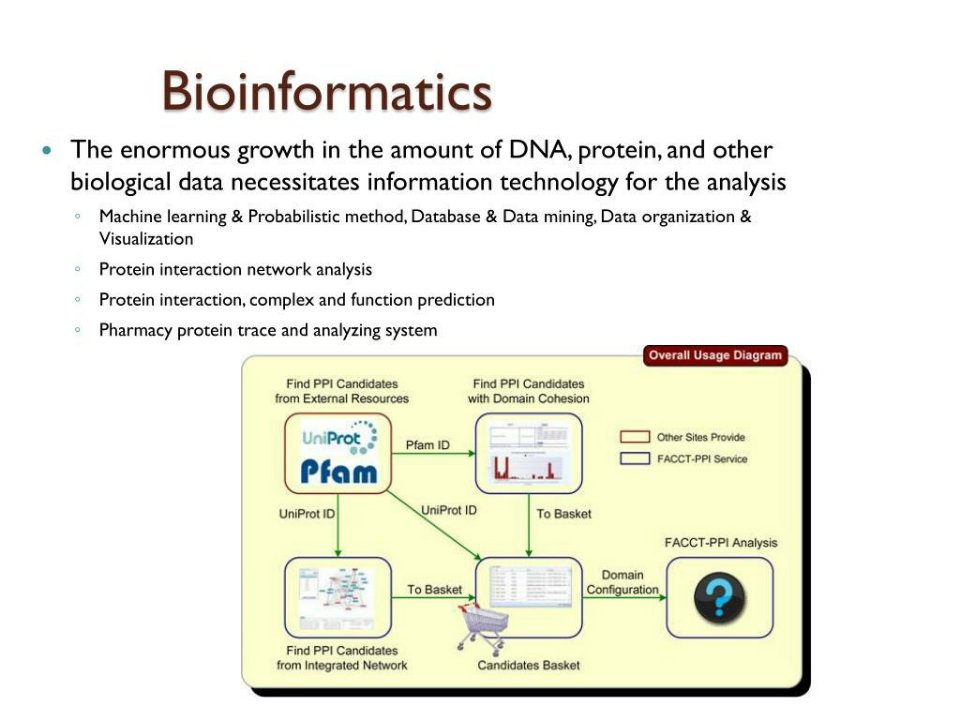 Bioinformatics
The enormous growth in the amount of DNA, protein, and other
biological data necessitates information technology for the analysis
Machine learning & Probabilistic method, Database & Data mining, Data organization &
Visualization
Protein interaction network analysis
Protein interaction, complex and function prediction
Pharmacy protein trace and analyzing system
Overall Usage Diagram
Find PPI Candidates
from External Resources
Find PPI Candidates
with Domain Cohesion
UniProt
Pfam
Pfam ID
Other Sites Provide
FACCT-PPI Service
UniProt ID
UniProt ID
To Basket
FACCT-PPI Analysis
To Basket
Domain
Configuration
Find PPI Candidates
from Integrated Network
Candidates Basket